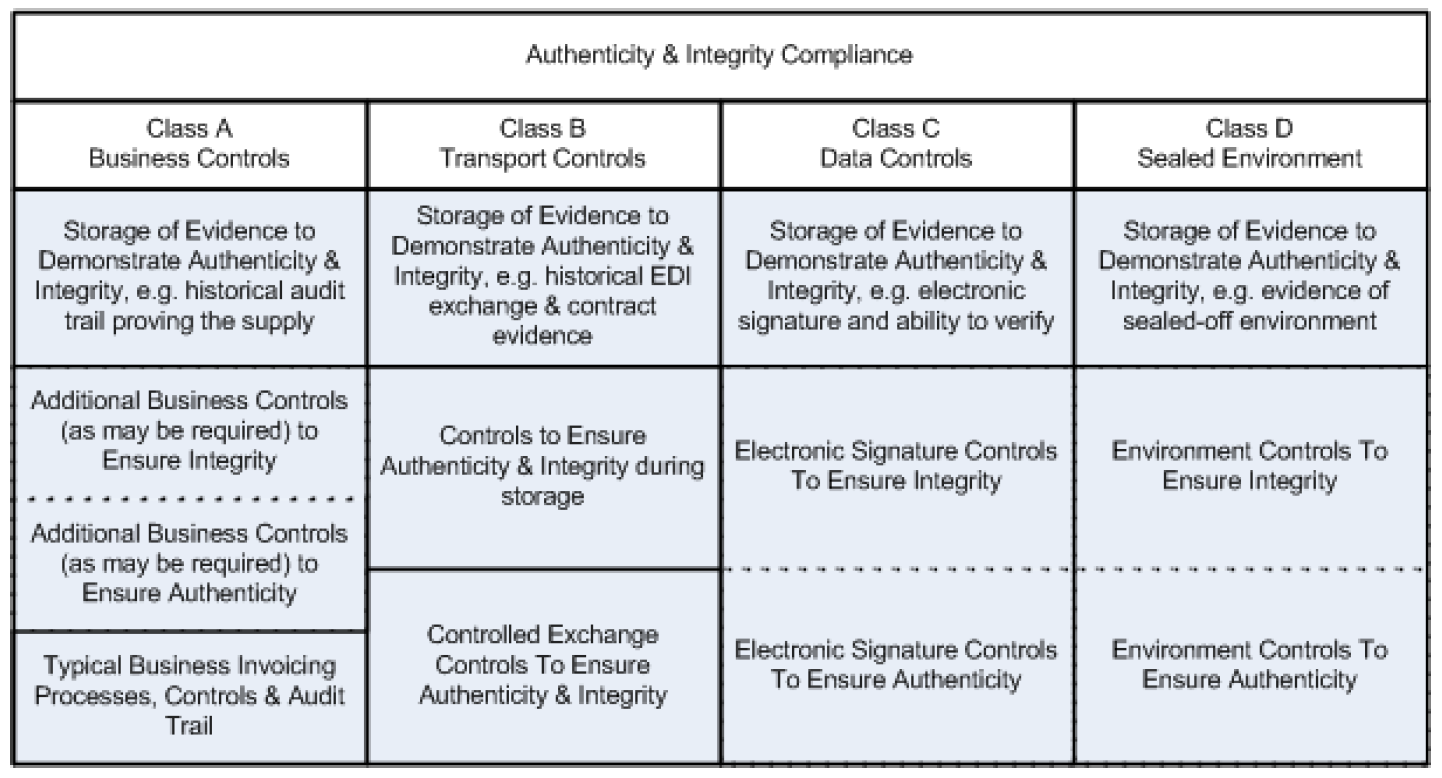 Authenticity & Integrity Compliance
Class A
Business Controls
Class B
Transport Controls
Class C
Data Controls
Class D
Sealed Environment
Storage of Evidence to
Demonstrate Authenticity &
Integrity, e.g. historical audit
trail proving the supply
Storage of Evidence to
Demonstrate Authenticity &
Integrity, e.g. historical EDI
exchange & contract
evidence
Storage of Evidence to
Demonstrate Authenticity &
Integrity, e.g. electronic
signature and ability to verify
Storage of Evidence to
Demonstrate Authenticity &
Integrity, e.g. evidence of
sealed-off environment
Additional Business Controls
(as may be required) to
Ensure Integrity
Additional Business Controls
(as may be required) to
Ensure Authenticity
Typical Business Invoicing
Processes, Controls & Audit
Trail
Controls to Ensure
Authenticity & Integrity during
storage
Controlled Exchange
Controls To Ensure
Authenticity & Integrity
Electronic Signature Controls
To Ensure Integrity
Electronic Signature Controls
To Ensure Authenticity
Environment Controls To
Ensure Integrity
Environment Controls To
Ensure Authenticity